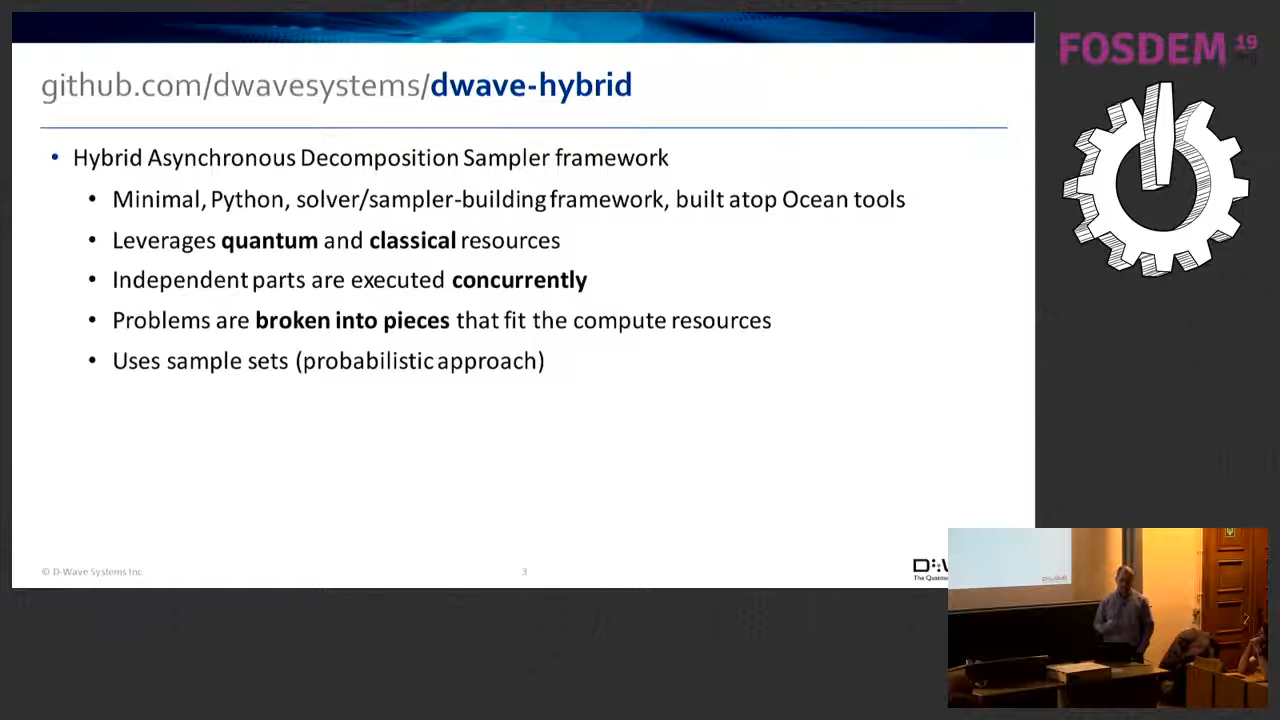 github.com/dwavesystems/dwave-hybrid
FOSDEM 19
• Hybrid Asynchronous Decomposition Sampler framework
• Minimal, Python, solver/sampler-building framework, built atop Ocean tools
• Leverages quantum and classical resources
• Independent parts are executed concurrently
• Problems are broken into pieces that fit the compute resources
• Uses sample sets (probabilistic approach)
© D-Wave Systems Inc.
3
The Quantu